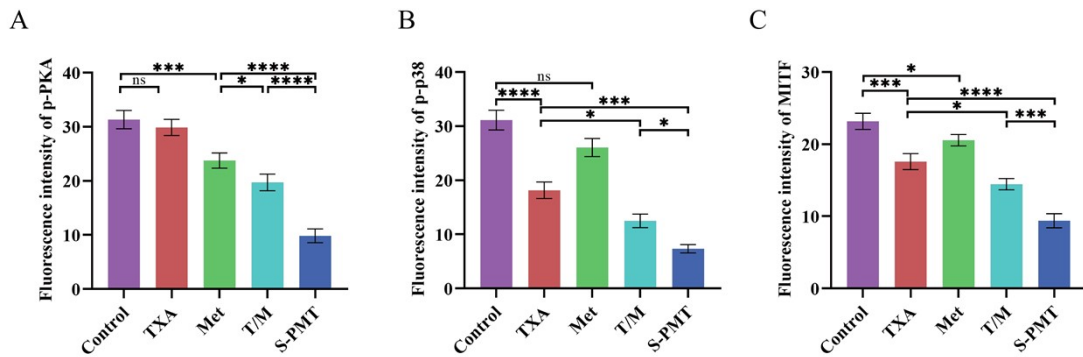 A
Fluorescence intensity of p-PKA
40
30
20
10
0
*** ****
ns * ****
Control TXA Met T/M S-PMT
B
Fluorescence intensity of p-p38
40
30
20
10
0
ns
**** ***
* *
Control TXA Met T/M S-PMT
C
Fluorescence intensity of MITF
30
20
10
0
*
*** ****
* ***
Control TXA Met T/M S-PMT